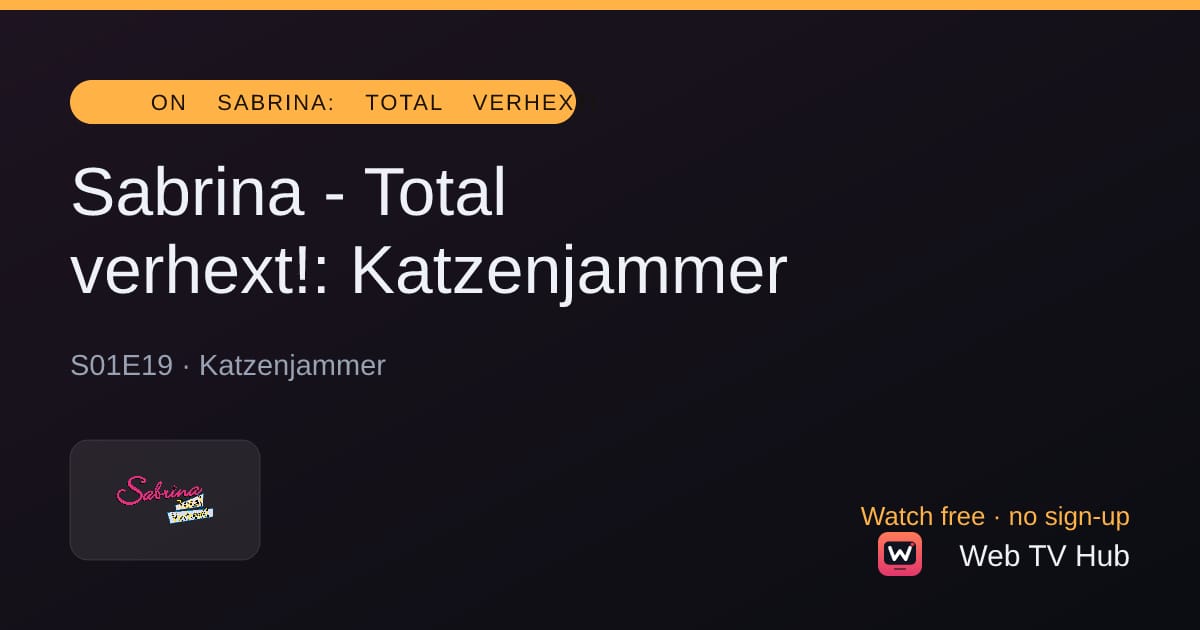 ON SABRINA: TOTAL VERHEX
Sabrina - Total
verhext!: Katzenjammer
S01E19 · Katzenjammer
Sabrina
Watch free · no sign-up
Web TV Hub